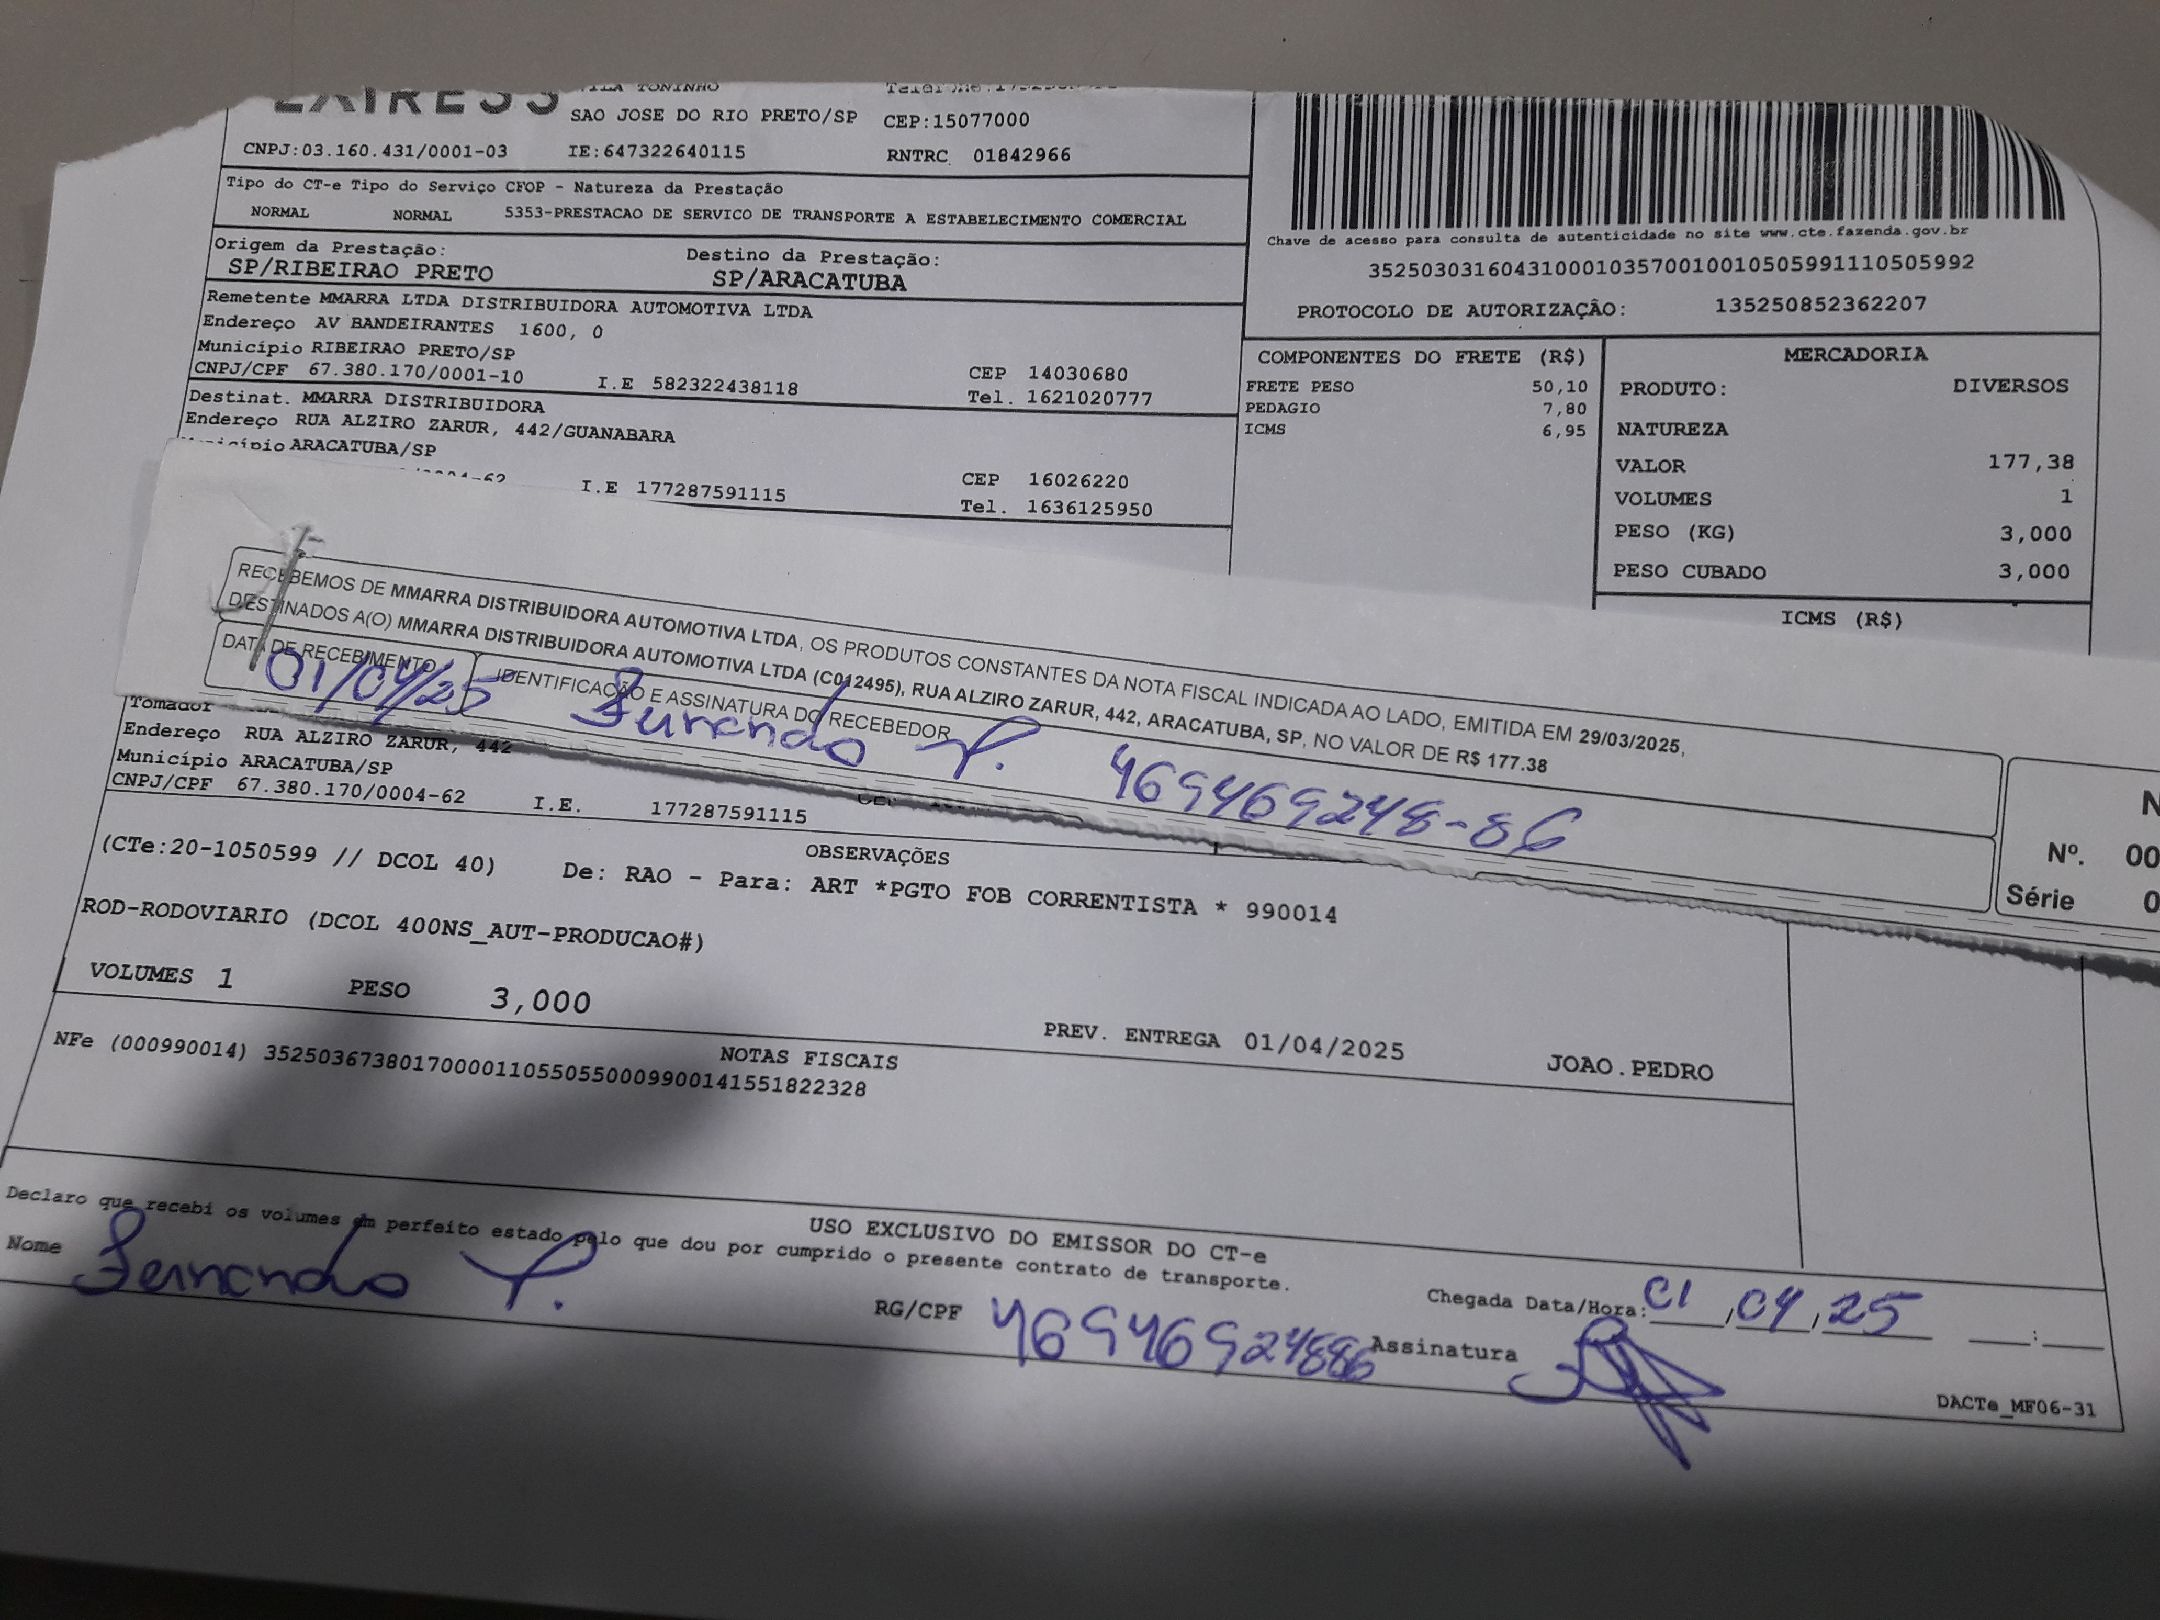 EXPRESS
VILA TONINHO
SAO JOSE DO RIO PRETO/SP CEP:15077000
CNPJ:03.160.431/0001-03 IE:647322640115 RNTRC 01842966
Tipo do CT-e Tipo do Serviço CFOP - Natureza da Prestação
NORMAL NORMAL 5353-PRESTACAO DE SERVICO DE TRANSPORTE A ESTABELECIMENTO COMERCIAL
Origem da Prestação: Destino da Prestação:
SP/RIBEIRAO PRETO SP/ARACATUBA
Remetente MMARRA LTDA DISTRIBUIDORA AUTOMOTIVA LTDA
Endereço AV BANDEIRANTES 1600, 0
Município RIBEIRAO PRETO/SP CEP 14030680
CNPJ/CPF 67.380.170/0001-10 I.E 582322438118 Tel. 1621020777
Destinat. MMARRA DISTRIBUIDORA
Endereço RUA ALZIRO ZARUR, 442/GUANABARA
Município ARACATUBA/SP CEP 16026220
I.E 177287591115 Tel. 1636125950
Chave de acesso para consulta de autenticidade no site www.cte.fazenda.gov.br
35250303160431000103570010010505991110505992
PROTOCOLO DE AUTORIZAÇÃO: 135250852362207
COMPONENTES DO FRETE (R$)
FRETE PESO 50,10
PEDAGIO 7,80
ICMS 6,95
MERCADORIA
PRODUTO: DIVERSOS
NATUREZA
VALOR 177,38
VOLUMES 1
PESO (KG) 3,000
PESO CUBADO 3,000
ICMS (R$)
RECEBEMOS DE MMARRA DISTRIBUIDORA AUTOMOTIVA LTDA, OS PRODUTOS CONSTANTES DA NOTA FISCAL INDICADA AO LADO, EMITIDA EM 29/03/2025,
DESTINADOS A(O) MMARRA DISTRIBUIDORA AUTOMOTIVA LTDA (C012495), RUA ALZIRO ZARUR, 442, ARACATUBA, SP, NO VALOR DE R$ 177.38
DATA DE RECEBIMENTO IDENTIFICAÇÃO E ASSINATURA DO RECEBEDOR
01/04/25 Fernando P. 469469248-86
N
Nº. 00
Série 0
Tomador
Endereço RUA ALZIRO ZARUR, 442
Município ARACATUBA/SP
CNPJ/CPF 67.380.170/0004-62 I.E. 177287591115
OBSERVAÇÕES
(CTe:20-1050599 // DCOL 40) De: RAO - Para: ART *PGTO FOB CORRENTISTA * 990014
ROD-RODOVIARIO (DCOL 400NS_AUT-PRODUCAO#)
VOLUMES 1 PESO 3,000 PREV. ENTREGA 01/04/2025 JOAO.PEDRO
NOTAS FISCAIS
NFe (000990014) 35250367380170000110550550009900141551822328
USO EXCLUSIVO DO EMISSOR DO CT-e
Declaro que recebi os volumes em perfeito estado pelo que dou por cumprido o presente contrato de transporte.
Nome Fernando P. RG/CPF 46946924886 Chegada Data/Hora: 01,04,25 __:__
Assinatura
DACTe_MF06-31